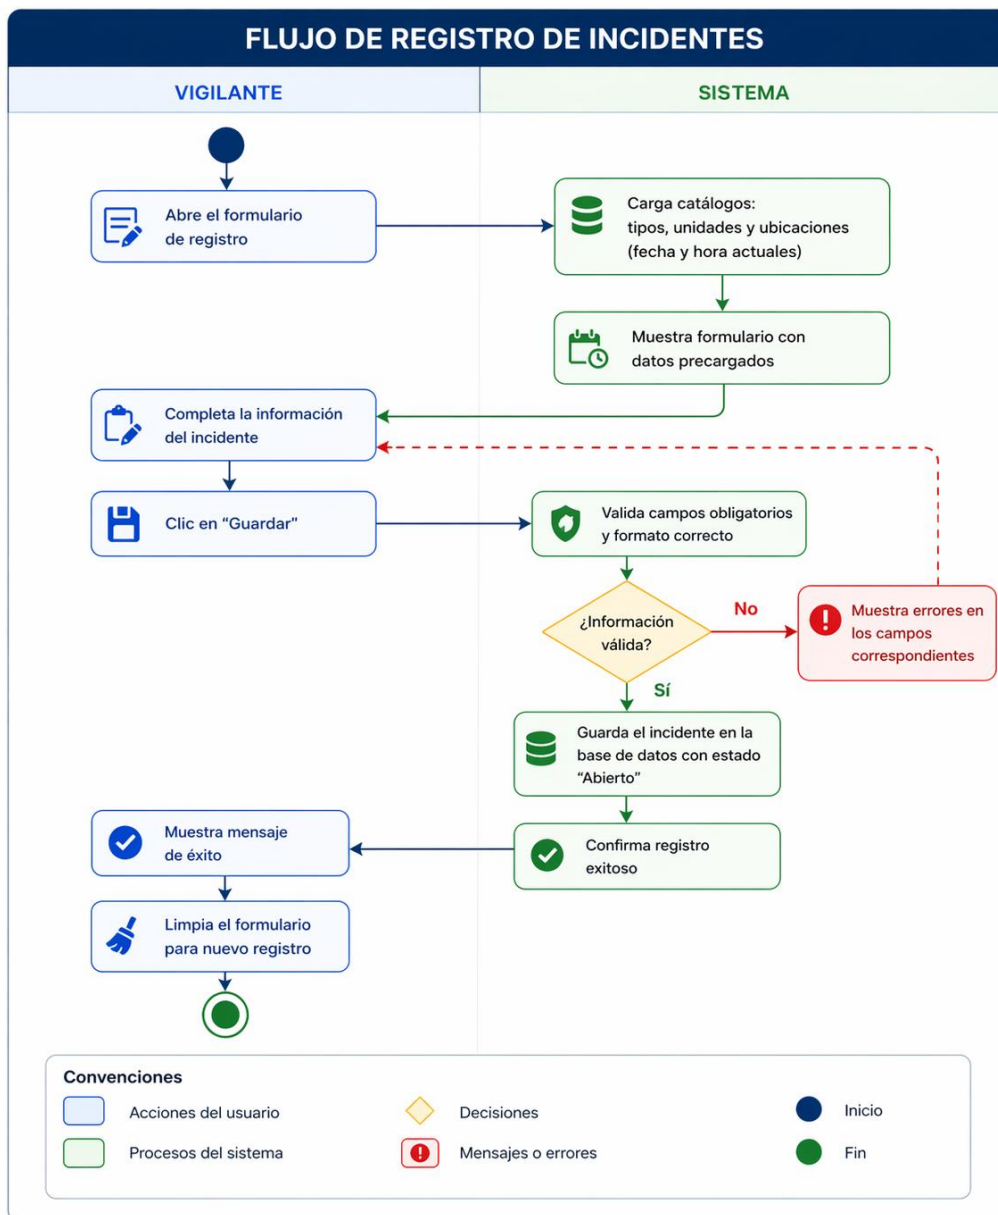 FLUJO DE REGISTRO DE INCIDENTES
VIGILANTE
SISTEMA
Abre el formulario
de registro
Carga catálogos:
tipos, unidades y ubicaciones
(fecha y hora actuales)
Muestra formulario con
datos precargados
Completa la información
del incidente
Clic en “Guardar”
Valida campos obligatorios
y formato correcto
¿Información
válida?
No
Muestra errores en
los campos
correspondientes
Sí
Guarda el incidente en la
base de datos con estado
“Abierto”
Muestra mensaje
de éxito
Confirma registro
exitoso
Limpia el formulario
para nuevo registro
Convenciones
Acciones del usuario
Decisiones
Inicio
Procesos del sistema
Mensajes o errores
Fin